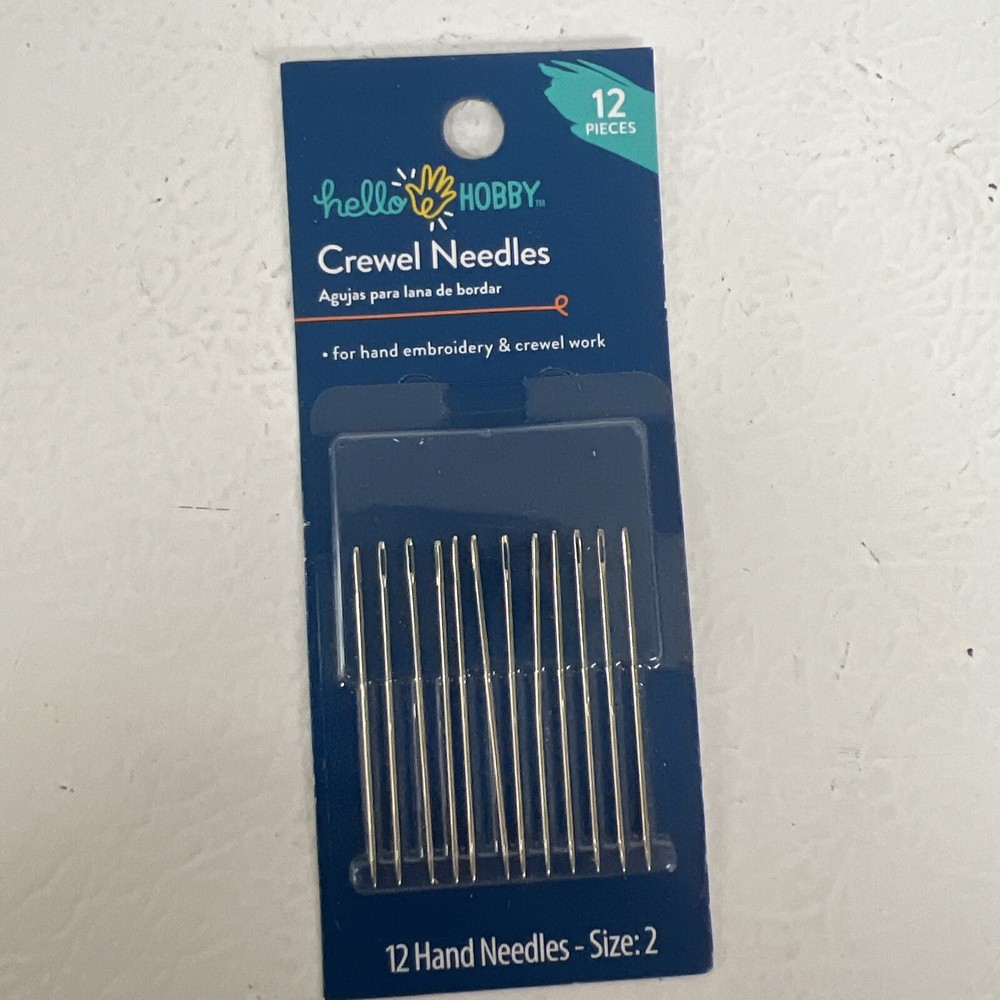 12
PIECES
hello HOBBY™
Crewel Needles
Agujas para lana de bordar
• for hand embroidery & crewel work
12 Hand Needles - Size: 2